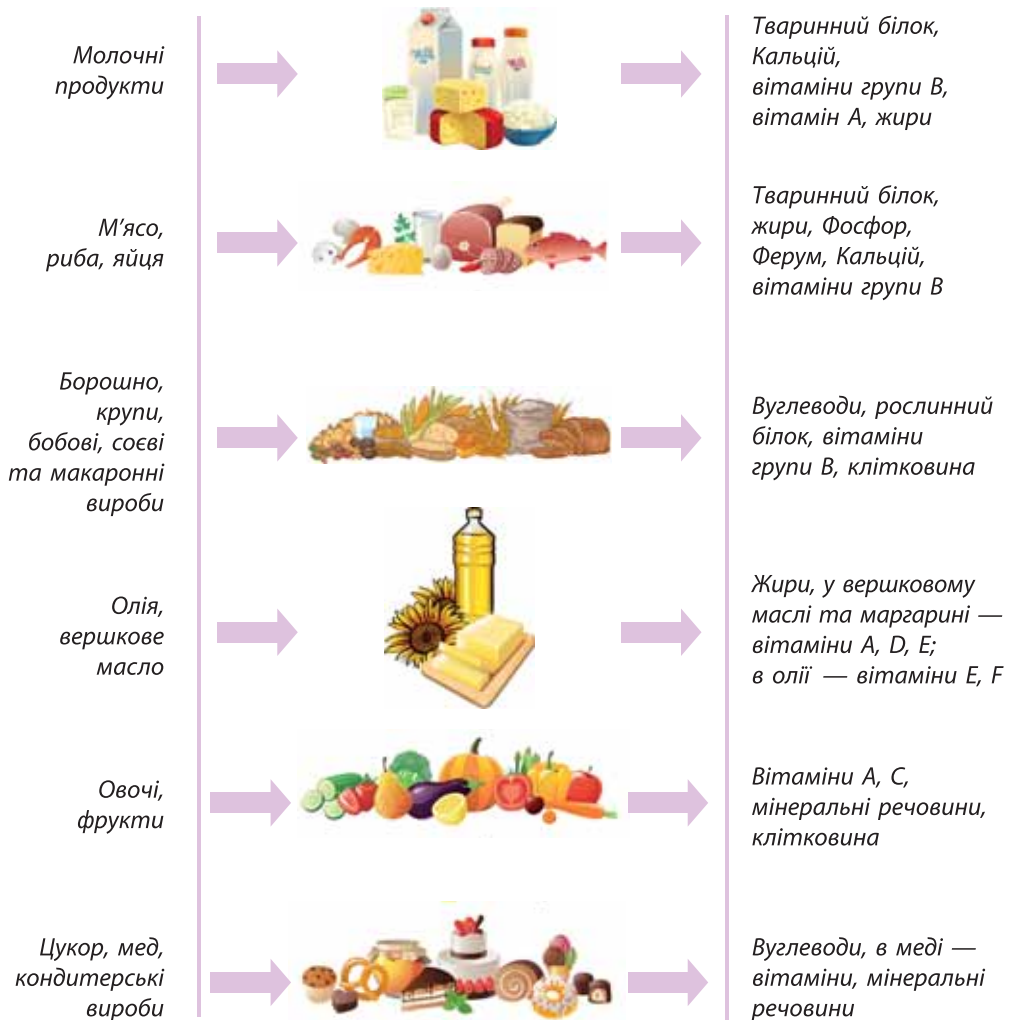 Молочні
продукти
Тваринний білок,
Кальцій,
вітаміни групи В,
вітамін А, жири
М’ясо,
риба, яйця
Тваринний білок,
жири, Фосфор,
Ферум, Кальцій,
вітаміни групи В
Борошно,
крупи,
бобові, соєві
та макаронні
вироби
Вуглеводи, рослинний
білок, вітаміни
групи В, клітковина
Олія,
вершкове
масло
Жири, у вершковому
маслі та маргарині —
вітаміни А, D, Е;
в олії — вітаміни Е, F
Овочі,
фрукти
Вітаміни А, С,
мінеральні речовини,
клітковина
Цукор, мед,
кондитерські
вироби
Вуглеводи, в меді —
вітаміни, мінеральні
речовини